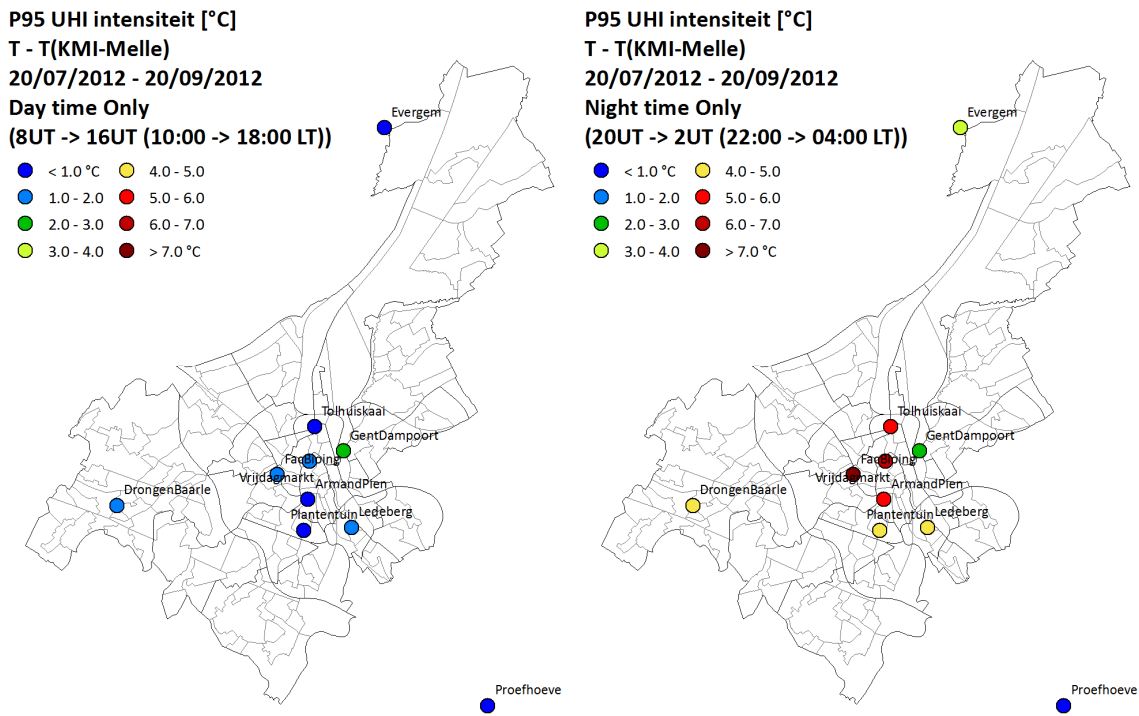 P95 UHI intensiteit [°C]
T - T(KMI-Melle)
20/07/2012 - 20/09/2012
Day time Only
(8UT -> 16UT (10:00 -> 18:00 LT))
< 1.0 °C
4.0 - 5.0
1.0 - 2.0
5.0 - 6.0
2.0 - 3.0
6.0 - 7.0
3.0 - 4.0
> 7.0 °C
Evergem
Tolhuiskaai
GentDampoort
FacBiping
Vrijdagmarkt
ArmandPien
DrongenBaarle
Plantentuin
Ledeberg
Proefhoeve
P95 UHI intensiteit [°C]
T - T(KMI-Melle)
20/07/2012 - 20/09/2012
Night time Only
(20UT -> 2UT (22:00 -> 04:00 LT))
< 1.0 °C
4.0 - 5.0
1.0 - 2.0
5.0 - 6.0
2.0 - 3.0
6.0 - 7.0
3.0 - 4.0
> 7.0 °C
Evergem
Tolhuiskaai
GentDampoort
FacBiping
Vrijdagmarkt
ArmandPien
DrongenBaarle
Plantentuin
Ledeberg
Proefhoeve